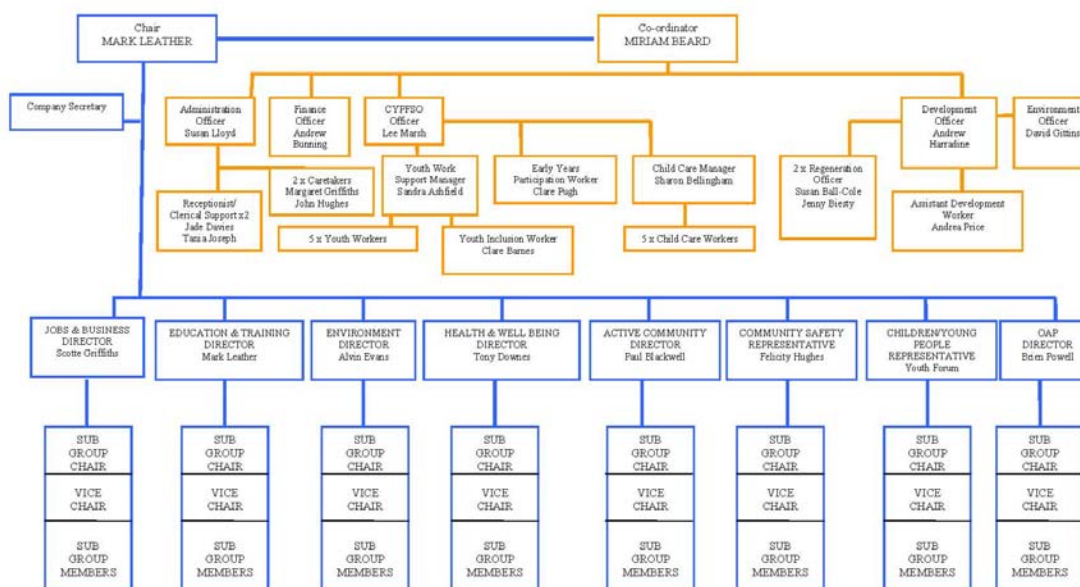 Chair
MARK LEATHER
Co-ordinator
MIRIAM BEARD
Company Secretary
Administration
Officer
Susan Lloyd
Finance
Officer
Andrew
Bunning
CYPFSO
Officer
Lee Marsh
Development
Officer
Andrew
Harradine
Environment
Officer
David Gittins
Receptionist/
Clerical Support x2
Jade Davies
Tania Joseph
2 x Caretakers
Margaret Griffiths
John Hughes
Youth Work
Support Manager
Sandra Ashfield
Early Years
Participation Worker
Clare Pugh
Child Care Manager
Sharon Bellingham
2 x Regeneration
Officer
Susan Ball-Cole
Jenny Bierty
Assistant Development
Worker
Andrea Price
5 x Youth Workers
Youth Inclusion Worker
Clare Barnes
5 x Child Care Workers
JOBS & BUSINESS
DIRECTOR
Scotte Griffiths
EDUCATION & TRAINING
DIRECTOR
Mark Leather
ENVIRONMENT
DIRECTOR
Alvin Evans
HEALTH & WELL BEING
DIRECTOR
Tony Downes
ACTIVE COMMUNITY
DIRECTOR
Paul Blackwell
COMMUNITY SAFETY
REPRESENTATIVE
Felicity Hughes
CHILDREN/YOUNG
PEOPLE
REPRESENTATIVE
Youth Forum
OAP
DIRECTOR
Brien Powell
SUB
GROUP
CHAIR
VICE
CHAIR
SUB
GROUP
MEMBERS
SUB
GROUP
CHAIR
VICE
CHAIR
SUB
GROUP
MEMBERS
SUB
GROUP
CHAIR
VICE
CHAIR
SUB
GROUP
MEMBERS
SUB
GROUP
CHAIR
VICE
CHAIR
SUB
GROUP
MEMBERS
SUB
GROUP
CHAIR
VICE
CHAIR
SUB
GROUP
MEMBERS
SUB
GROUP
CHAIR
VICE
CHAIR
SUB
GROUP
MEMBERS
SUB
GROUP
CHAIR
VICE
CHAIR
SUB
GROUP
MEMBERS
SUB
GROUP
CHAIR
VICE
CHAIR
SUB
GROUP
MEMBERS